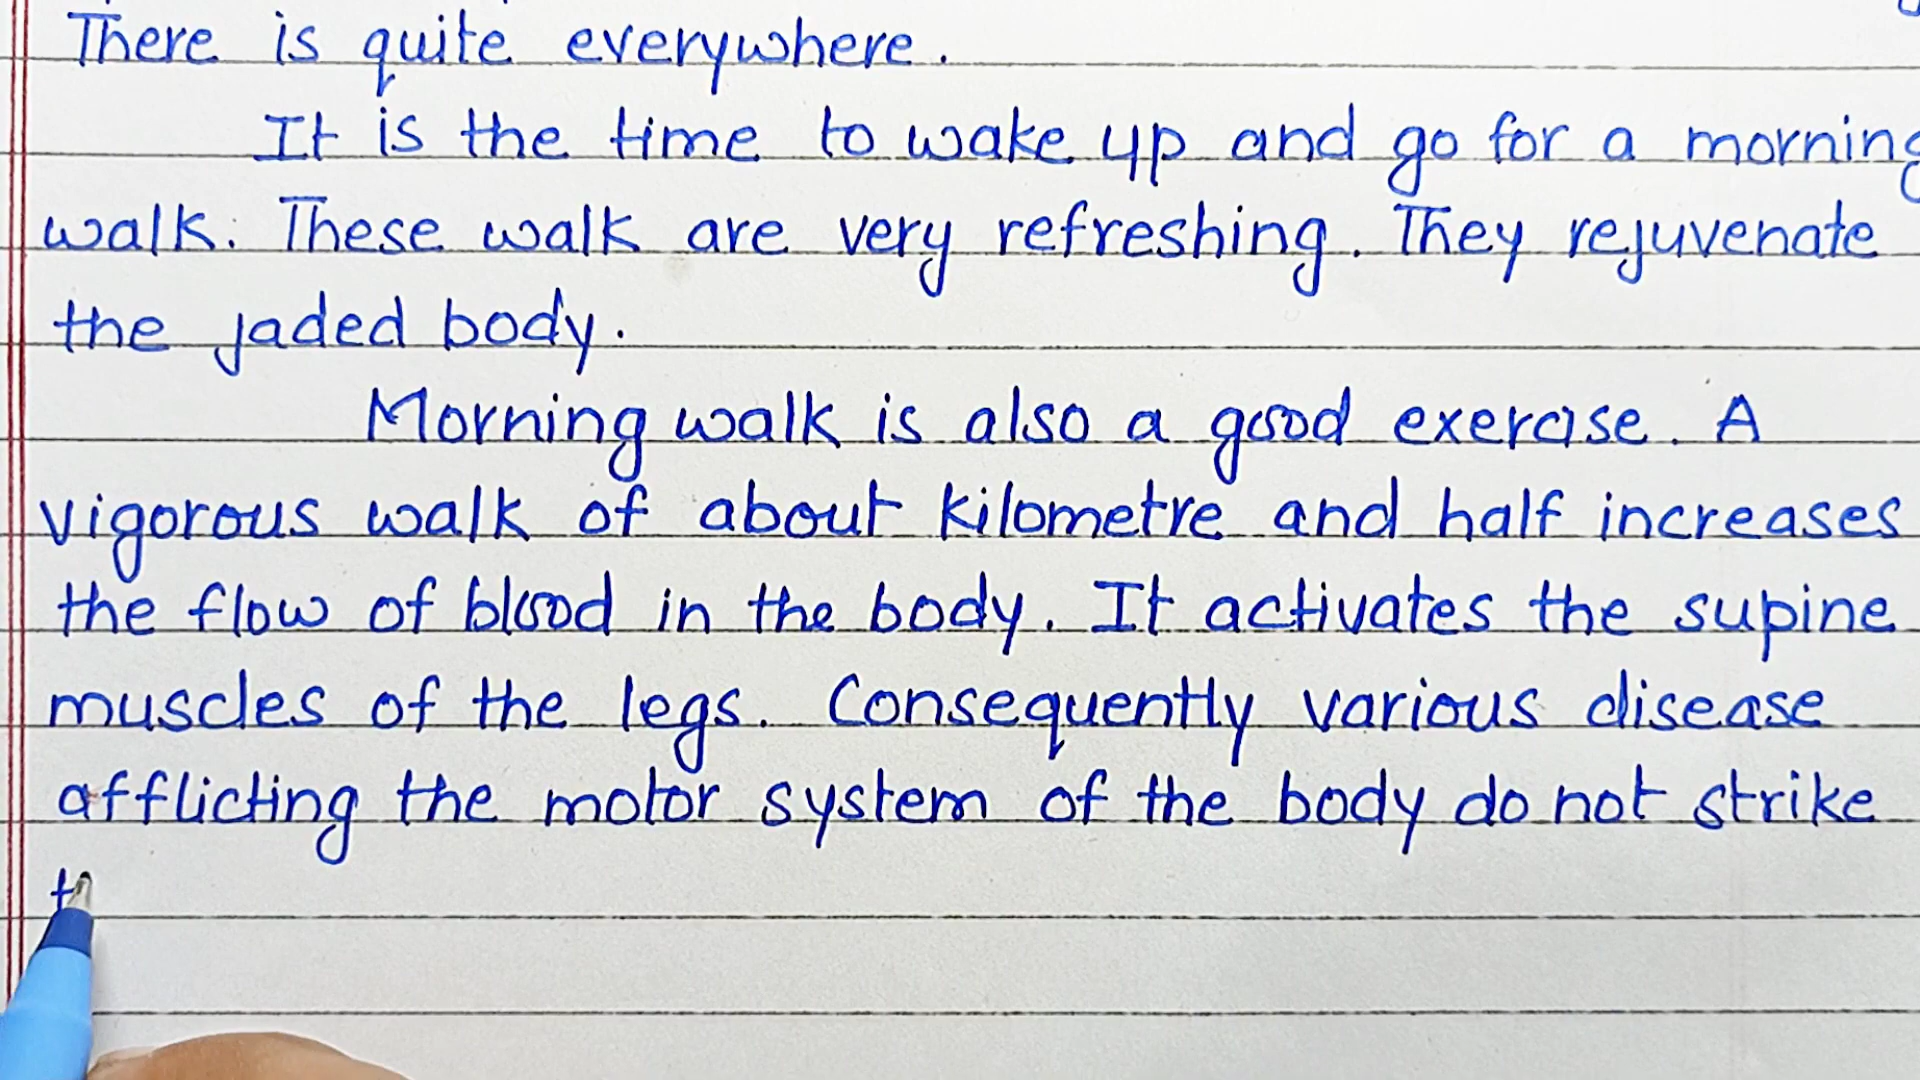 There is quite everywhere.
It is the time to wake up and go for a morning
walk. These walk are very refreshing. They rejuvenate
the jaded body.
Morning walk is also a good exercise. A
vigorous walk of about kilometre and half increases
the flow of blood in the body. It activates the supine
muscles of the legs. Consequently various disease
afflicting the motor system of the body do not strike
t